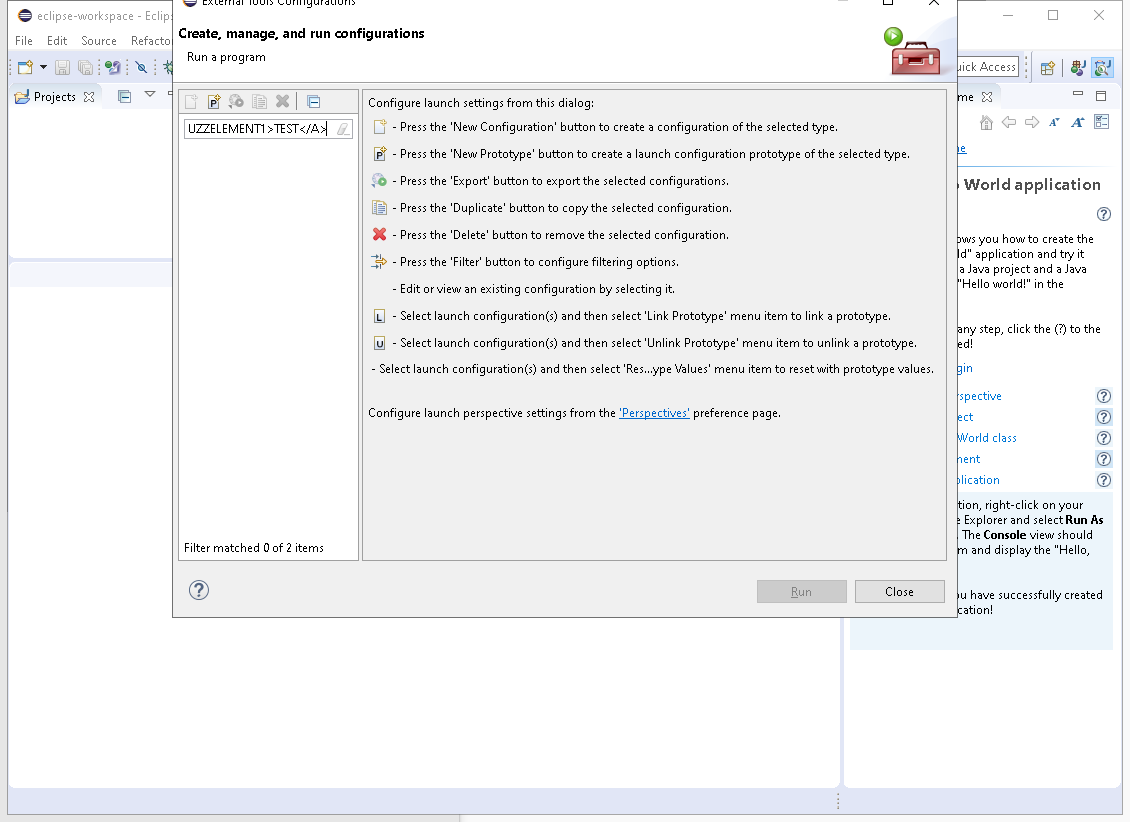 eclipse-workspace - Eclips
External Tools Configurations
File Edit Source Refacto
Create, manage, and run configurations
Run a program
Quick Access
Projects
UZZELEMENT1>TEST</A>
Configure launch settings from this dialog:
- Press the 'New Configuration' button to create a configuration of the selected type.
- Press the 'New Prototype' button to create a launch configuration prototype of the selected type.
- Press the 'Export' button to export the selected configurations.
- Press the 'Duplicate' button to copy the selected configuration.
- Press the 'Delete' button to remove the selected configuration.
- Press the 'Filter' button to configure filtering options.
- Edit or view an existing configuration by selecting it.
L - Select launch configuration(s) and then select 'Link Prototype' menu item to link a prototype.
U - Select launch configuration(s) and then select 'Unlink Prototype' menu item to unlink a prototype.
- Select launch configuration(s) and then select 'Res...ype Values' menu item to reset with prototype values.
Configure launch perspective settings from the 'Perspectives' preference page.
Filter matched 0 of 2 items
Run
Close
me
ne
o World application
ows you how to create the
ld" application and try it
a Java project and a Java
"Hello world!" in the
any step, click the (?) to the
ed!
gin
rspective
ect
World class
ment
plication
tion, right-click on your
e Explorer and select Run As
. The Console view should
m and display the "Hello,
ou have successfully created
cation!